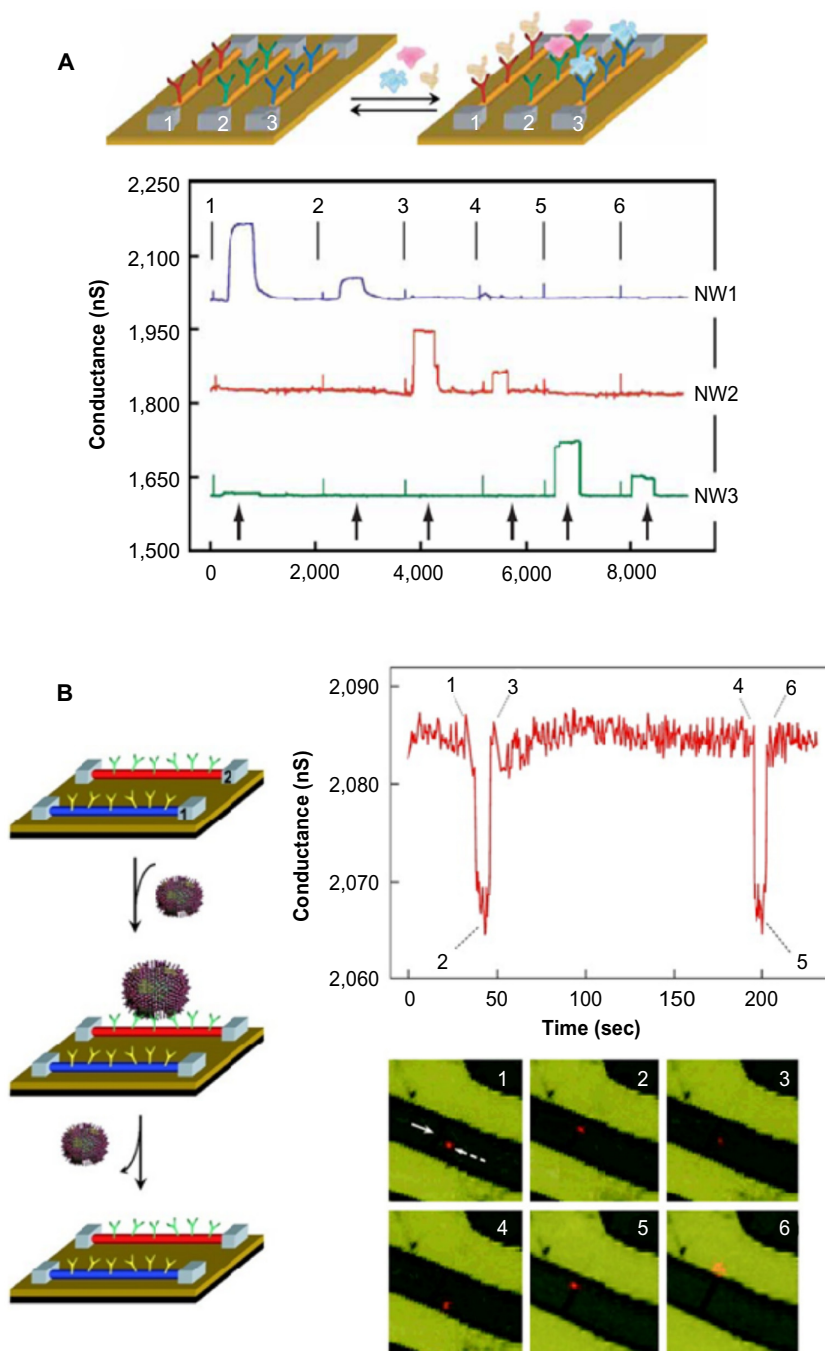 A
1 2 3
1 2 3
2,250
2,100
1,950
1,800
1,650
1,500
Conductance (nS)
1 2 3 4 5 6
NW1
NW2
NW3
0 2,000 4,000 6,000 8,000
B
2
1
2,090
2,080
2,070
2,060
Conductance (nS)
1 3 4 6
2 5
0 50 100 150 200
Time (sec)
1 2 3
4 5 6